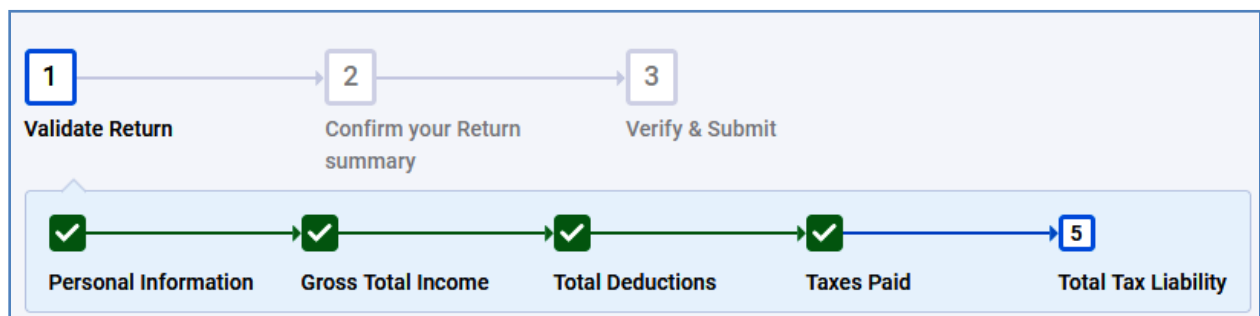 1
2
3
Validate Return
Confirm your Return
summary
Verify & Submit
5
Personal Information
Gross Total Income
Total Deductions
Taxes Paid
Total Tax Liability